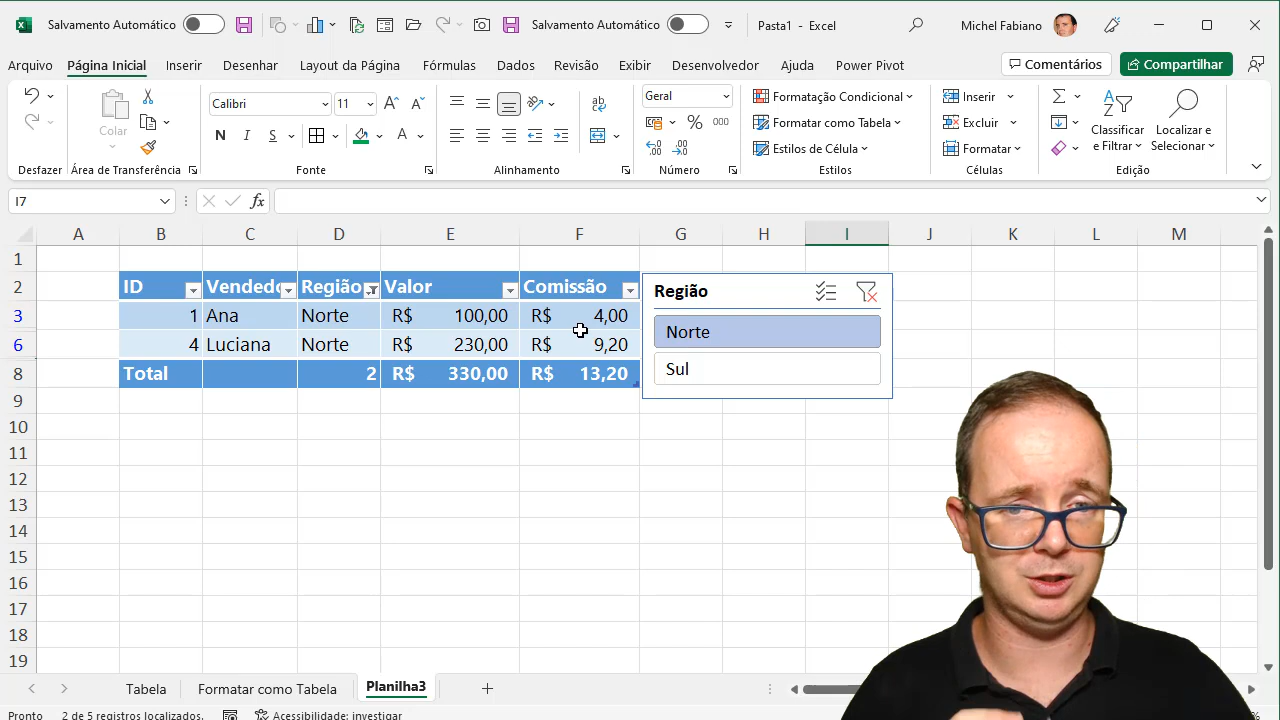 Salvamento Automático Salvamento Automático Pasta1 - Excel Michel Fabiano
Arquivo Página Inicial Inserir Desenhar Layout da Página Fórmulas Dados Revisão Exibir Desenvolvedor Ajuda Power Pivot Comentários Compartilhar
Calibri 11 Geral Formatação Condicional Inserir
Colar Formatar como Tabela Excluir Classificar e Filtrar Localizar e Selecionar
N I S A % 000 Estilos de Célula Formatar
Desfazer Área de Transferência Fonte Alinhamento Número Estilos Células Edição
I7 fx
A B C D E F G H I J K L M
1
2 ID Vendedo Região Valor Comissão Região
3 1 Ana Norte R$ 100,00 R$ 4,00 Norte
6 4 Luciana Norte R$ 230,00 R$ 9,20
8 Total 2 R$ 330,00 R$ 13,20 Sul
9
10
11
12
13
14
15
16
17
18
19
Tabela Formatar como Tabela Planilha3
Pronto 2 de 5 registros localizados. Acessibilidade: investigar %